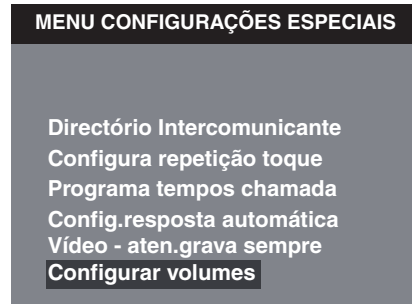 MENU CONFIGURAÇÕES ESPECIAIS
Directório Intercomunicante
Configura repetição toque
Programa tempos chamada
Config.resposta automática
Vídeo - aten.grava sempre
Configurar volumes